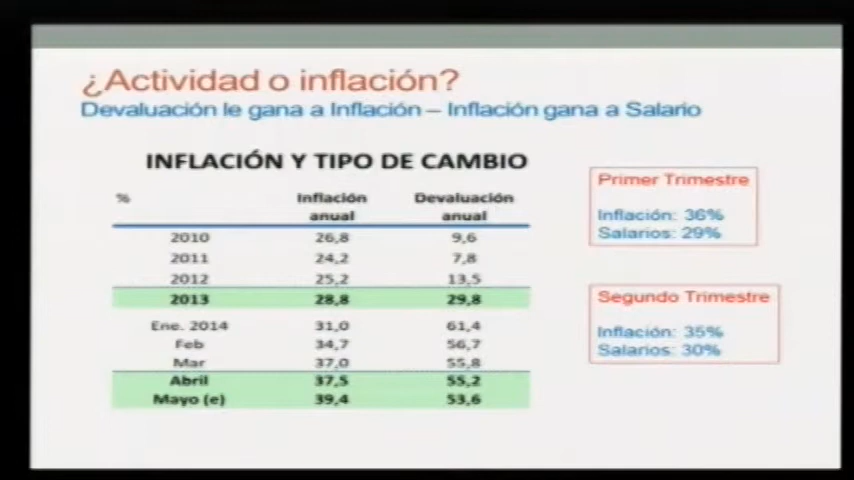 ¿Actividad o inflación?
Devaluación le gana a Inflación – Inflación gana a Salario
INFLACIÓN Y TIPO DE CAMBIO
% Inflación anual Devaluación anual
2010 26,8 9,6
2011 24,2 7,8
2012 25,2 13,5
2013 28,8 29,8
Ene. 2014 31,0 61,4
Feb 34,7 56,7
Mar 37,0 55,8
Abril 37,5 55,2
Mayo (e) 39,4 53,6
Primer Trimestre
Inflación: 36%
Salarios: 29%
Segundo Trimestre
Inflación: 35%
Salarios: 30%